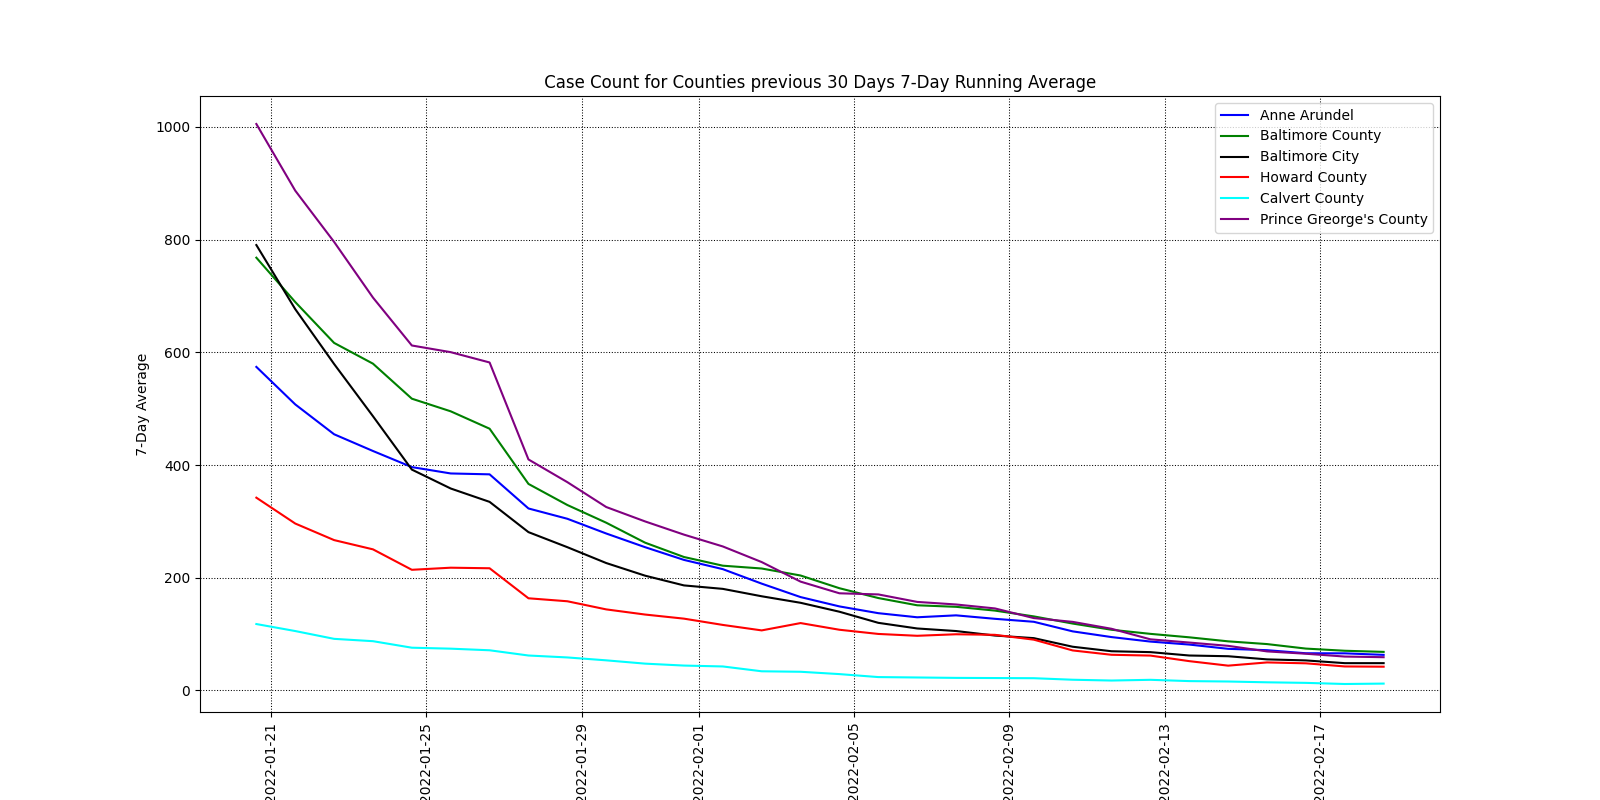 Case Count for Counties previous 30 Days 7-Day Running Average
Anne Arundel
Baltimore County
Baltimore City
Howard County
Calvert County
Prince Greorge's County
7-Day Average
1000
800
600
400
200
0
2022-01-21
2022-01-25
2022-01-29
2022-02-01
2022-02-05
2022-02-09
2022-02-13
2022-02-17